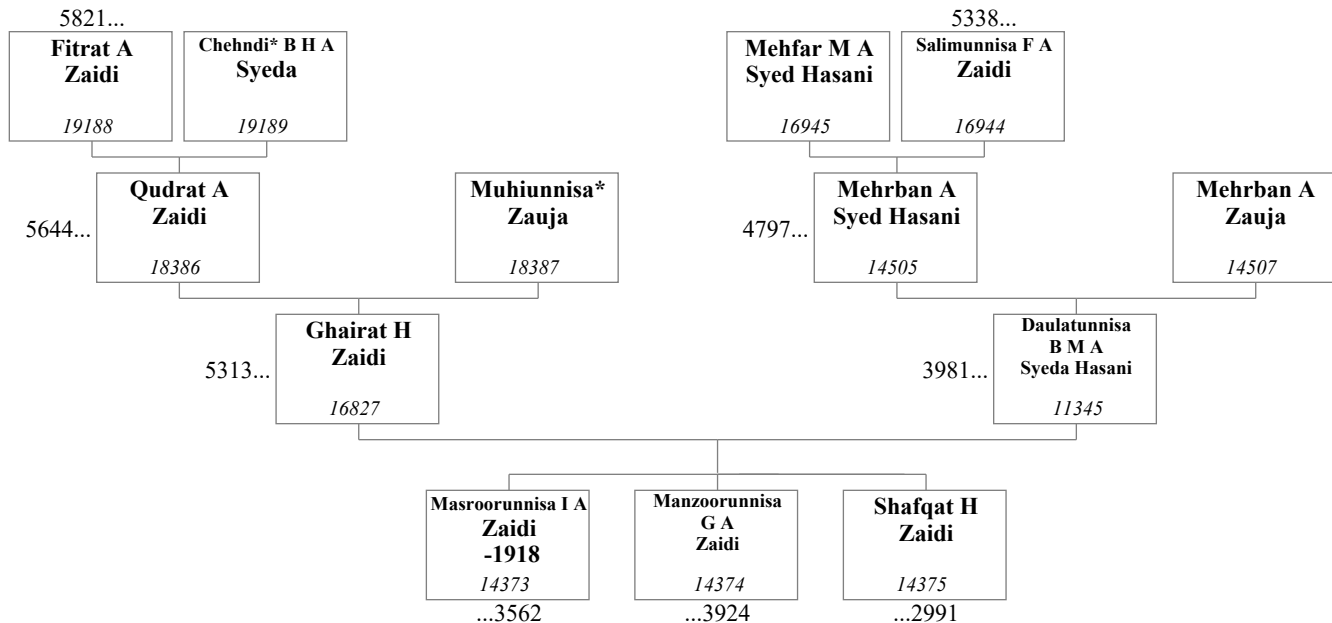 5821...
5338...
Fitrat A
Zaidi
19188
Chehndi* B H A
Syeda
19189
Mehfar M A
Syed Hasani
16945
Salimunnisa F A
Zaidi
16944
5644...
Qudrat A
Zaidi
18386
Muhiunnisa*
Zauja
18387
4797...
Mehrban A
Syed Hasani
14505
Mehrban A
Zauja
14507
5313...
Ghairat H
Zaidi
16827
3981...
Daulatunnisa
B M A
Syeda Hasani
11345
Masroorunnisa I A
Zaidi
-1918
14373
...3562
Manzoorunnisa
G A
Zaidi
14374
...3924
Shafqat H
Zaidi
14375
...2991